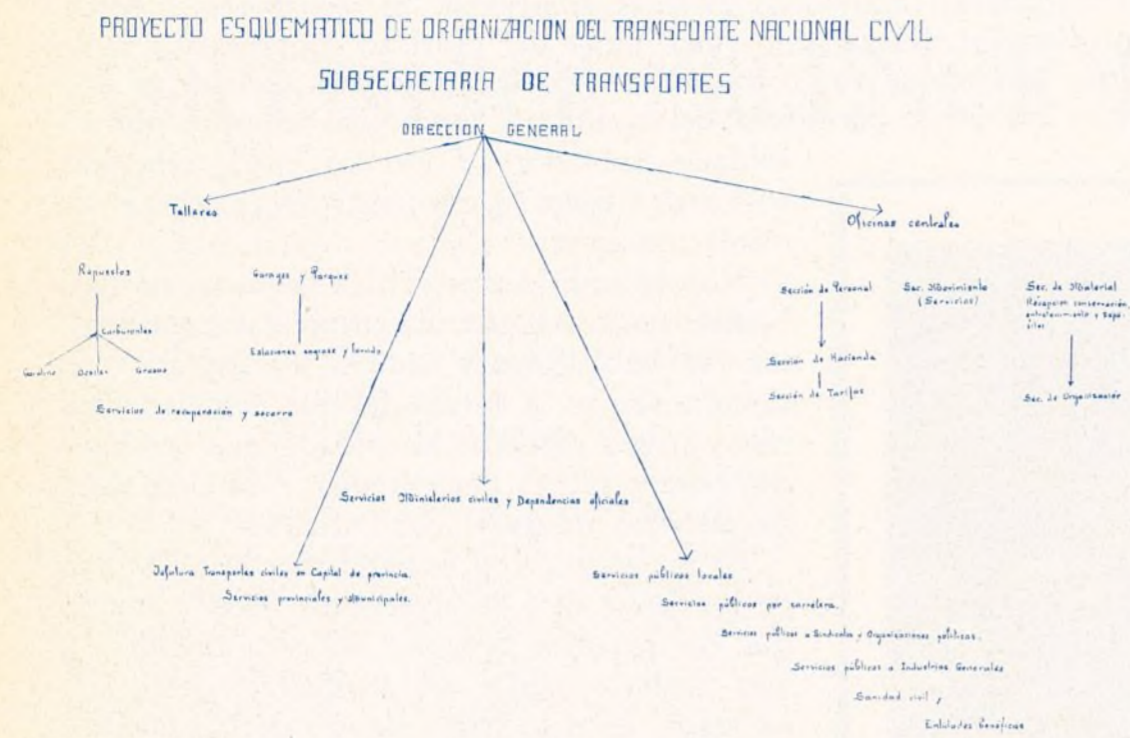 PROYECTO ESQUEMATICO DE ORGANIZACION DEL TRANSPORTE NACIONAL CIVIL
SUBSECRETARIA DE TRANSPORTES
DIRECCION GENERAL
Talleres
Oficinas centrales
Repuestos
Garages y Parques
Sección de Personal
Sec. Movimiento
(Servicios)
Sec. de Material
Recepción conservación,
entretenimiento y
Carburantes
Estaciones engrase y lavado
Sección de Hacienda
Gasolina
Aceites
Grasas
Sección de Tarifas
Sec. de Organización
Servicios de recuperación y socorro
Servicios Ministerios civiles y Dependencias oficiales
Jefatura Transportes civiles en Capital de provincia.
Servicios provinciales y Municipales.
Servicios públicos locales
Servicios públicos por carretera.
Servicios públicos a Sindicatos y Organizaciones políticas.
Servicios públicos a Industrias Generales
Sanidad civil,
Entidades benéficas